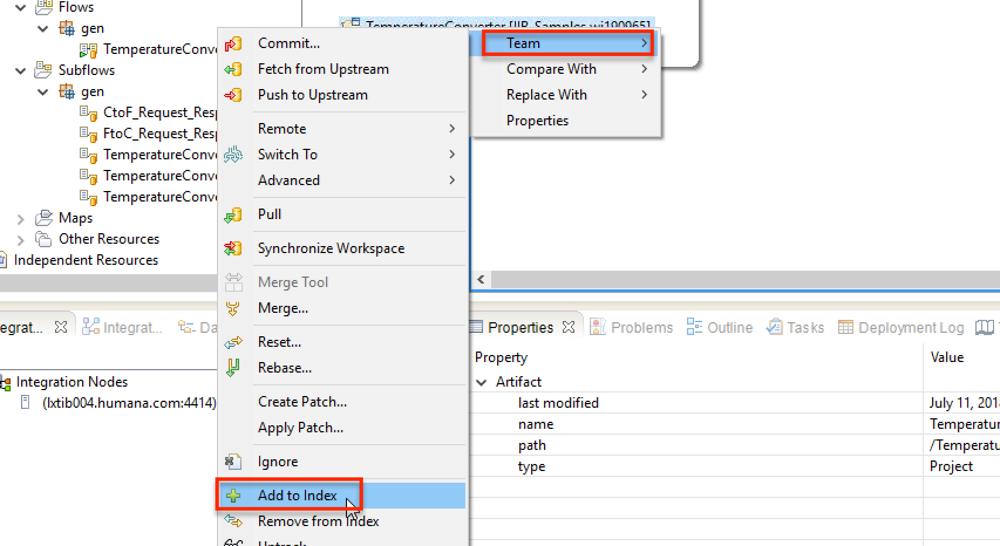 Flows
gen
TemperatureConv
Subflows
gen
CtoF_Request_Resp
FtoC_Request_Resp
TemperatureConv
TemperatureConv
TemperatureConv
Maps
Other Resources
Independent Resources
TemperatureConverter [IIB_Samples wj190965]
Commit...
Fetch from Upstream
Push to Upstream
Remote
Switch To
Advanced
Pull
Synchronize Workspace
Merge Tool
Merge...
Reset...
Rebase...
Create Patch...
Apply Patch...
Ignore
Add to Index
Remove from Index
Untrack
Team
Compare With
Replace With
Properties
egrat...
Integrat...
Da
Integration Nodes
(lxtib004.humana.com:4414)
Properties
Problems
Outline
Tasks
Deployment Log
Property
Value
Artifact
last modified
July 11, 201
name
Temperatur
path
/Temperatu
type
Project